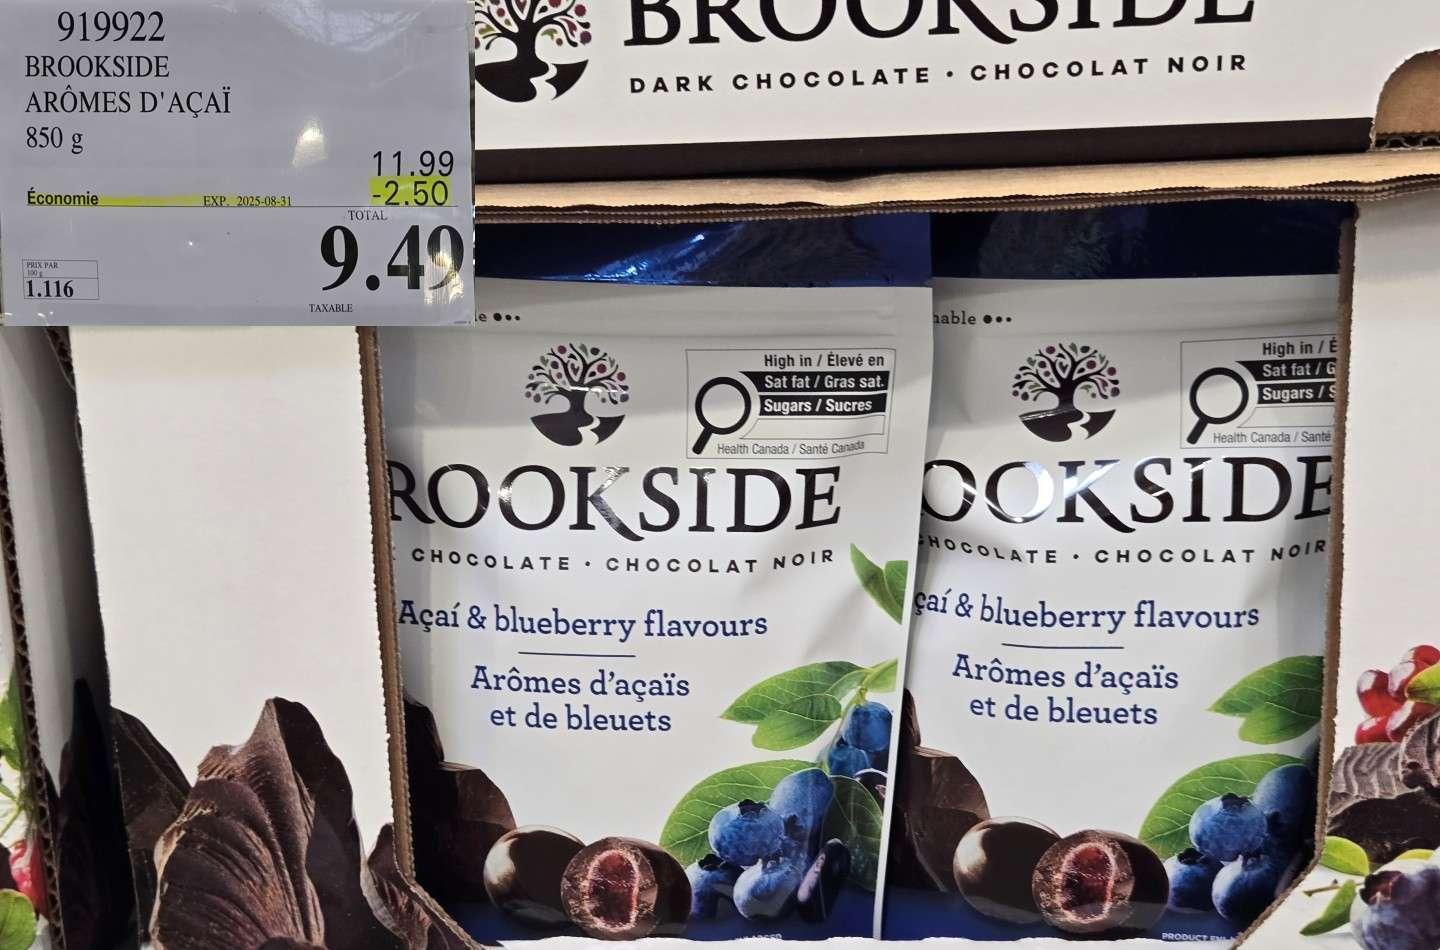 919922
BROOKSIDE
ARÔMES D'AÇAÏ
850 g
11.99
Économie EXP. 2025-08-31 -2.50
TOTAL
9.49
PRIX PAR
100 g
1.116
TAXABLE
BROOKSIDE
DARK CHOCOLATE • CHOCOLAT NOIR
High in / Élevé en
Sat fat / Gras sat.
Sugars / Sucres
Health Canada / Santé Canada
ROOKSIDE
CHOCOLATE • CHOCOLAT NOIR
Açaí & blueberry flavours
Arômes d'açaïs
et de bleuets
High in / É
Sat fat / G
Sugars / S
Health Canada / Santé
OOKSIDE
CHOCOLATE • CHOCOLAT NOIR
çaí & blueberry flavours
Arômes d'açaïs
et de bleuets
PRODUCT